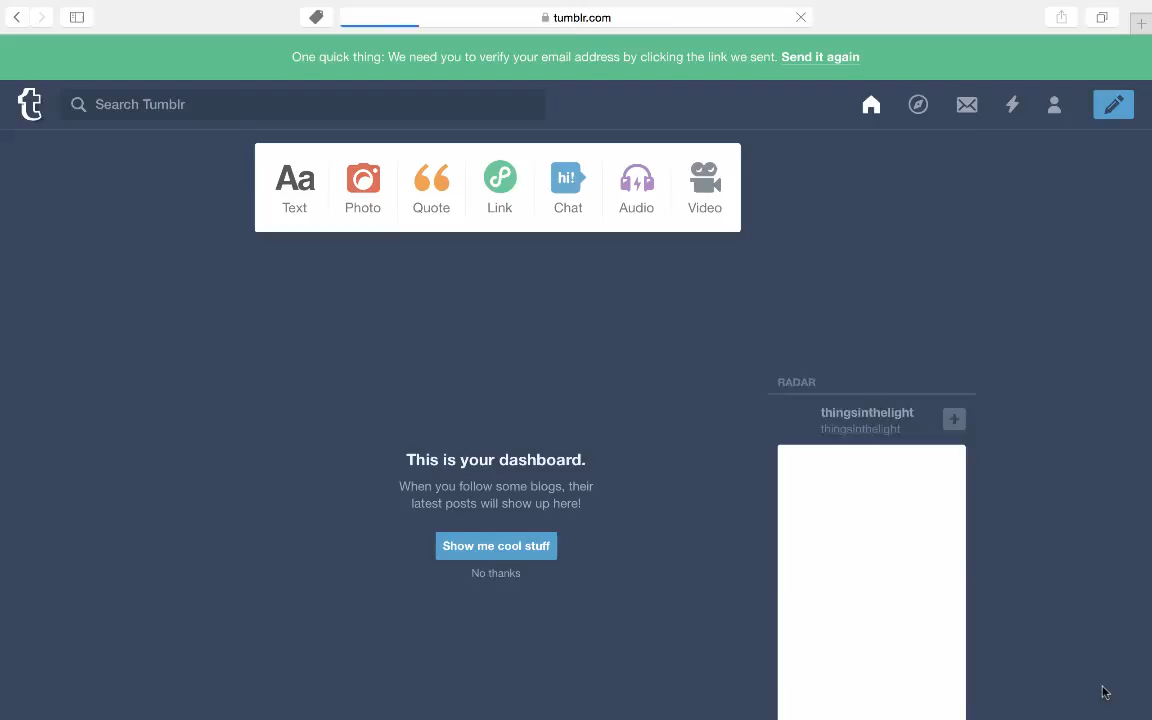 tumblr.com
One quick thing: We need you to verify your email address by clicking the link we sent. Send it again
t Search Tumblr
Aa hi!
Text Photo Quote Link Chat Audio Video
RADAR
thingsinthelight
thingsinthelight
This is your dashboard.
When you follow some blogs, their
latest posts will show up here!
Show me cool stuff
No thanks